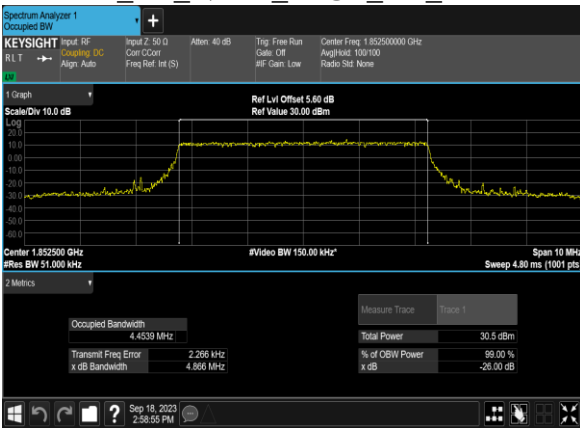 Spectrum Analyzer 1
Occupied BW
+
KEYSIGHT Input: RF Input Z: 50 Ω Atten: 40 dB Trig: Free Run Center Freq: 1.852500000 GHz
RLT Coupling: DC Corr CCorr Gate: Off Avg|Hold: 100/100
Align: Auto Freq Ref: Int (S) #IF Gain: Low Radio Std: None
LVI
1 Graph
Ref Lvl Offset 5.60 dB
Scale/Div 10.0 dB Ref Value 30.00 dBm
Log
20.0
10.0
0.00
-10.0
-20.0
-30.0
-40.0
-50.0
-60.0
Center 1.852500 GHz #Video BW 150.00 kHz* Span 10 MHz
#Res BW 51.000 kHz Sweep 4.80 ms (1001 pts)
2 Metrics
Measure Trace Trace 1
Occupied Bandwidth
4.4539 MHz Total Power 30.5 dBm
Transmit Freq Error 2.266 kHz % of OBW Power 99.00 %
x dB Bandwidth 4.866 MHz x dB -26.00 dB
? Sep 18, 2023
2:58:55 PM